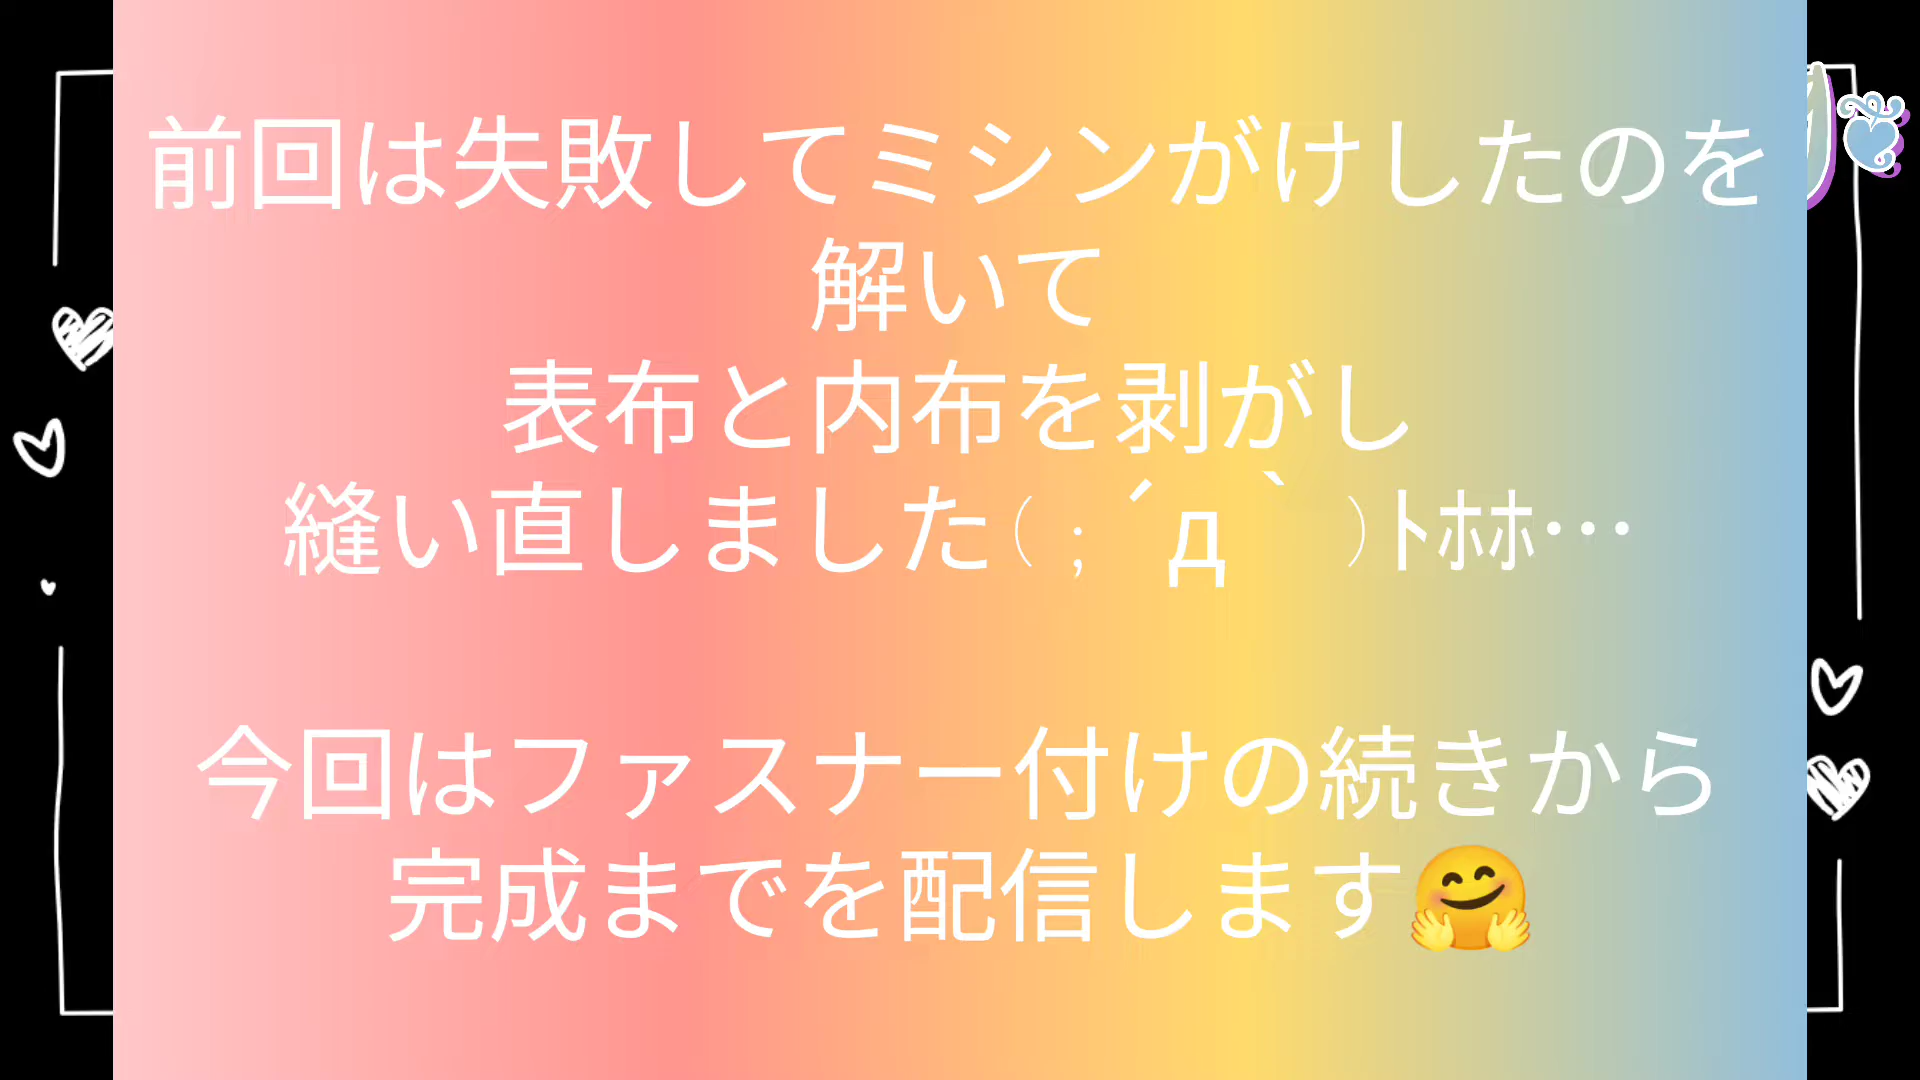 前回は失敗してミシンがけしたのを
解いて
表布と内布を剥がし
縫い直しました（；´д｀）ﾄﾎﾎ…
今回はファスナー付けの続きから
完成までを配信します🤗